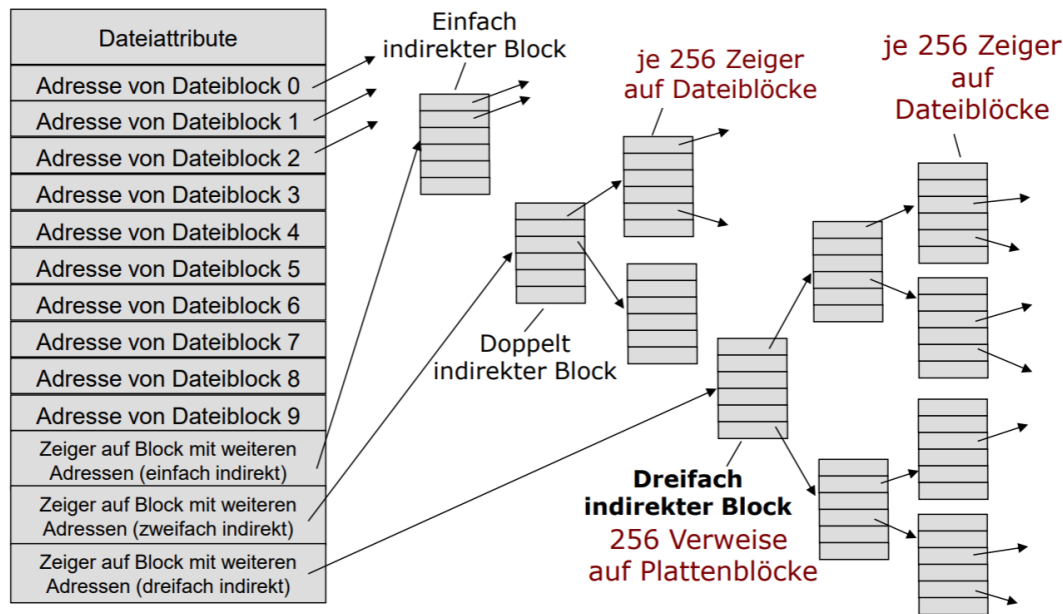 Dateiattribute
Adresse von Dateiblock 0
Adresse von Dateiblock 1
Adresse von Dateiblock 2
Adresse von Dateiblock 3
Adresse von Dateiblock 4
Adresse von Dateiblock 5
Adresse von Dateiblock 6
Adresse von Dateiblock 7
Adresse von Dateiblock 8
Adresse von Dateiblock 9
Zeiger auf Block mit weiteren
Adressen (einfach indirekt)
Zeiger auf Block mit weiteren
Adressen (zweifach indirekt)
Zeiger auf Block mit weiteren
Adressen (dreifach indirekt)
Einfach
indirekter Block
Doppelt
indirekter Block
je 256 Zeiger
auf Dateiblöcke
Dreifach
indirekter Block
256 Verweise
auf Plattenblöcke
je 256 Zeiger
auf
Dateiblöcke